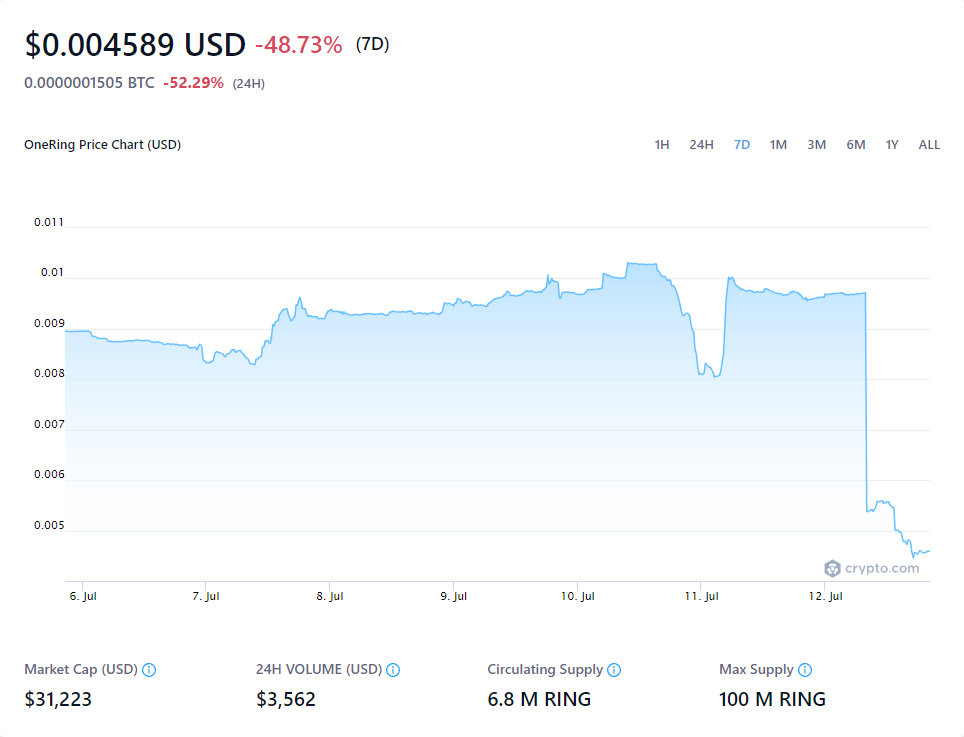 $0.004589 USD -48.73% (7D)
0.0000001505 BTC -52.29% (24H)
OneRing Price Chart (USD) 1H 24H 7D 1M 3M 6M 1Y ALL
0.011
0.01
0.009
0.008
0.007
0.006
0.005
crypto.com
6. Jul 7. Jul 8. Jul 9. Jul 10. Jul 11. Jul 12. Jul
Market Cap (USD) 24H VOLUME (USD) Circulating Supply Max Supply
$31,223 $3,562 6.8 M RING 100 M RING